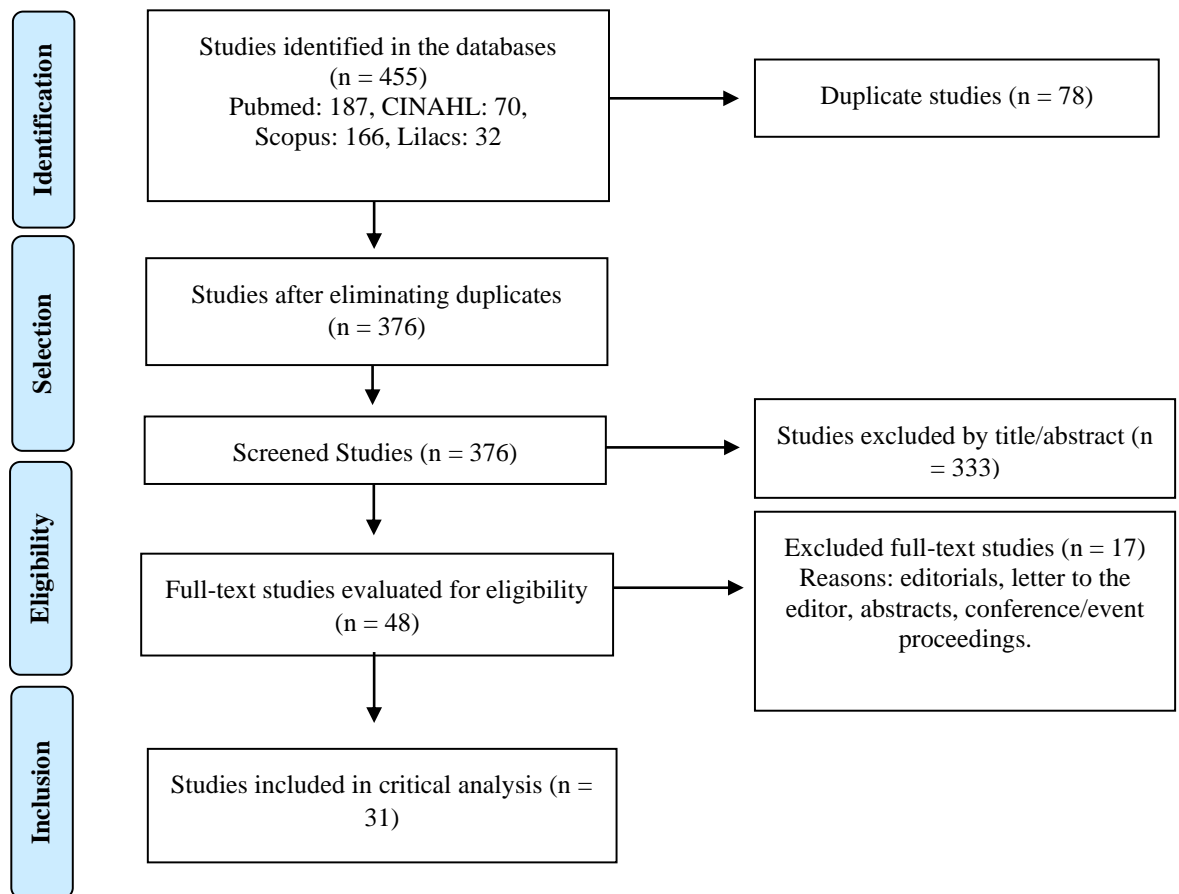 Identification
Studies identified in the databases
(n = 455)
Pubmed: 187, CINAHL: 70,
Scopus: 166, Lilacs: 32
Duplicate studies (n = 78)
Selection
Studies after eliminating duplicates
(n = 376)
Screened Studies (n = 376)
Studies excluded by title/abstract (n
= 333)
Eligibility
Full-text studies evaluated for eligibility
(n = 48)
Excluded full-text studies (n = 17)
Reasons: editorials, letter to the
editor, abstracts, conference/event
proceedings.
Inclusion
Studies included in critical analysis (n =
31)